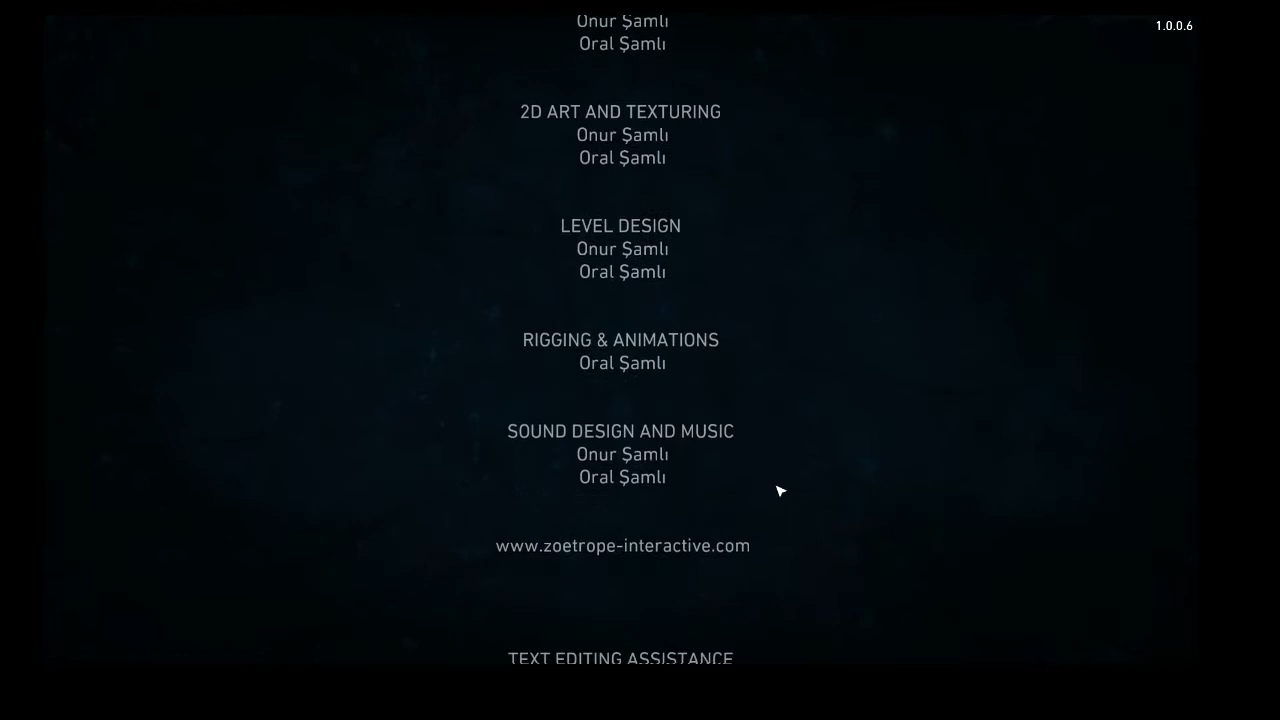 1.0.0.6
Onur Şamlı
Oral Şamlı
2D ART AND TEXTURING
Onur Şamlı
Oral Şamlı
LEVEL DESIGN
Onur Şamlı
Oral Şamlı
RIGGING & ANIMATIONS
Oral Şamlı
SOUND DESIGN AND MUSIC
Onur Şamlı
Oral Şamlı
www.zoetrope-interactive.com
TEXT EDITING ASSISTANCE